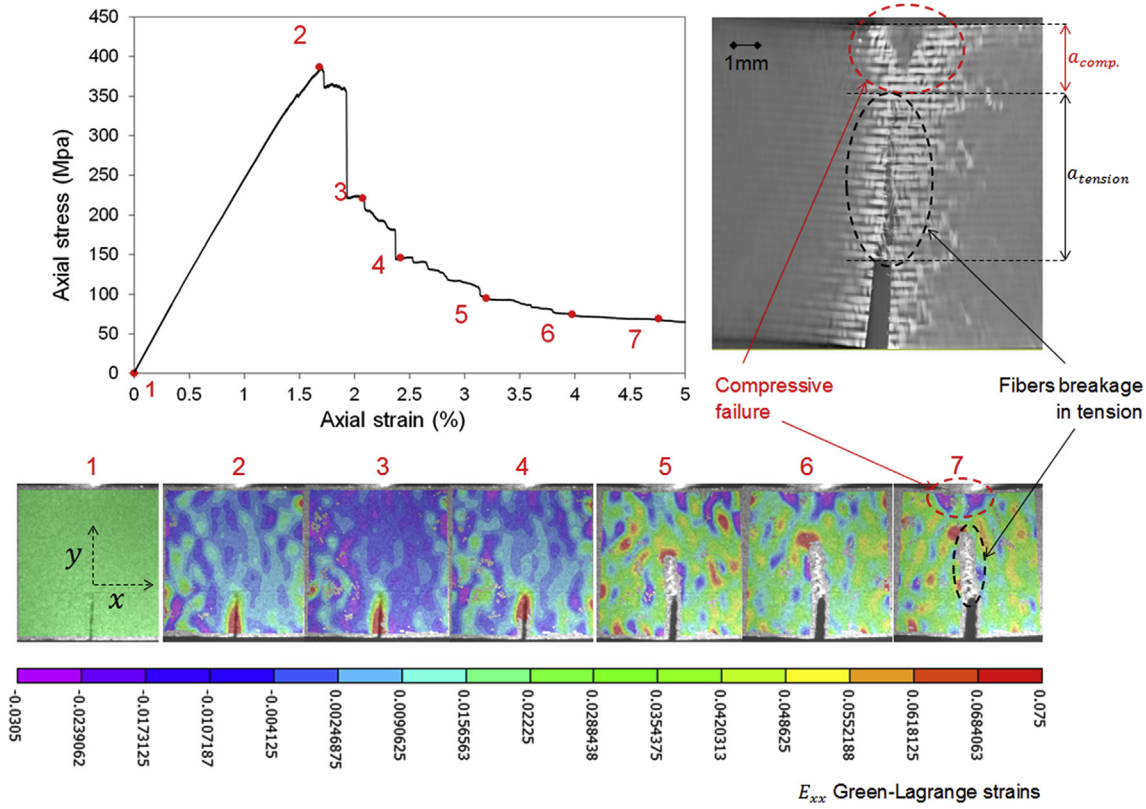 450
400
350
300
250
200
150
100
50
0
Axial stress (Mpa)
0 0.5 1 1.5 2 2.5 3 3.5 4 4.5 5
Axial strain (%)
1
2
3
4
5
6
7
1mm
a_comp.
a_tension
Compressive
failure
Fibers breakage
in tension
1 2 3 4 5 6 7
y
x
-0.0305
-0.0239062
-0.0173125
-0.0107187
-0.004125
0.00246875
0.0090625
0.0156563
0.02225
0.0288438
0.0354375
0.0420313
0.048625
0.0552188
0.0618125
0.0684063
0.075
E_xx Green-Lagrange strains